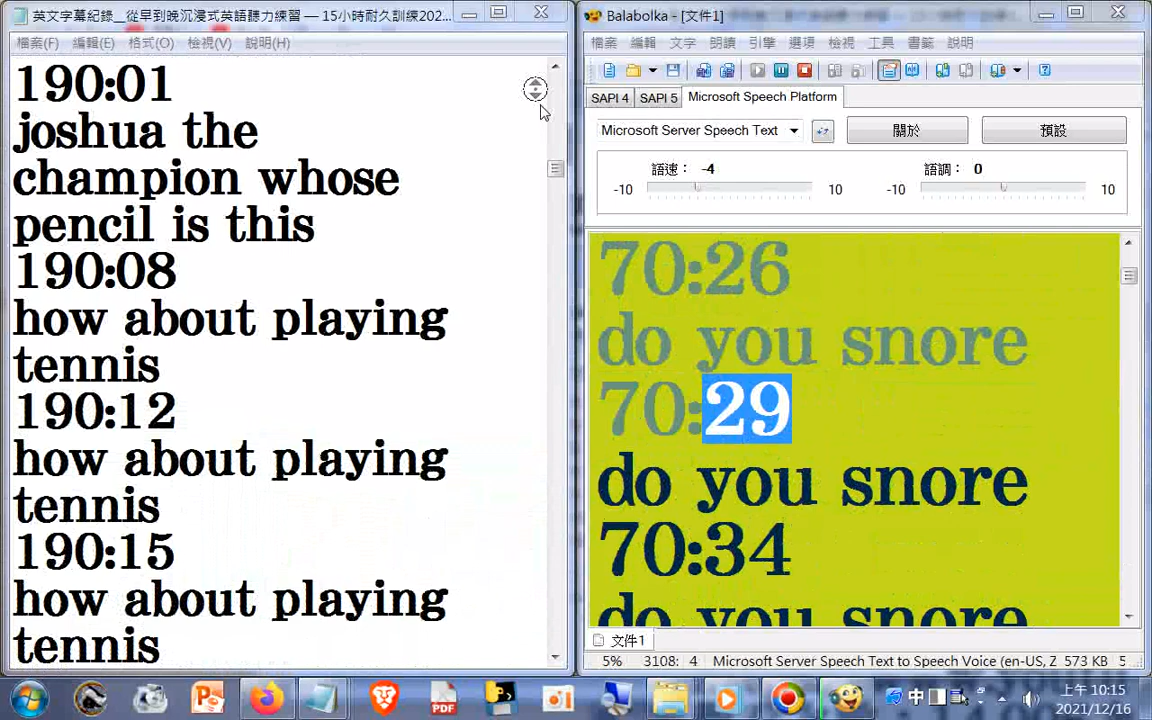 英文字幕紀錄__從早到晚沉浸式英語聽力練習 — 15小時耐久訓練202...
檔案(F) 編輯(E) 格式(O) 檢視(V) 說明(H)
190:01
joshua the
champion whose
pencil is this
190:08
how about playing
tennis
190:12
how about playing
tennis
190:15
how about playing
tennis
Balabolka - [文件1]
檔案 編輯 文字 朗讀 引擎 選項 檢視 工具 書籤 說明
SAPI 4 SAPI 5 Microsoft Speech Platform
Microsoft Server Speech Text 關於 預設
語速： -4 語調： 0
-10 10 -10 10
70:26
do you snore
70:29
do you snore
70:34
do you snore
文件1
5% 3108: 4 Microsoft Server Speech Text to Speech Voice (en-US, Z 573 KB 5
PDF
中
上午 10:15
2021/12/16